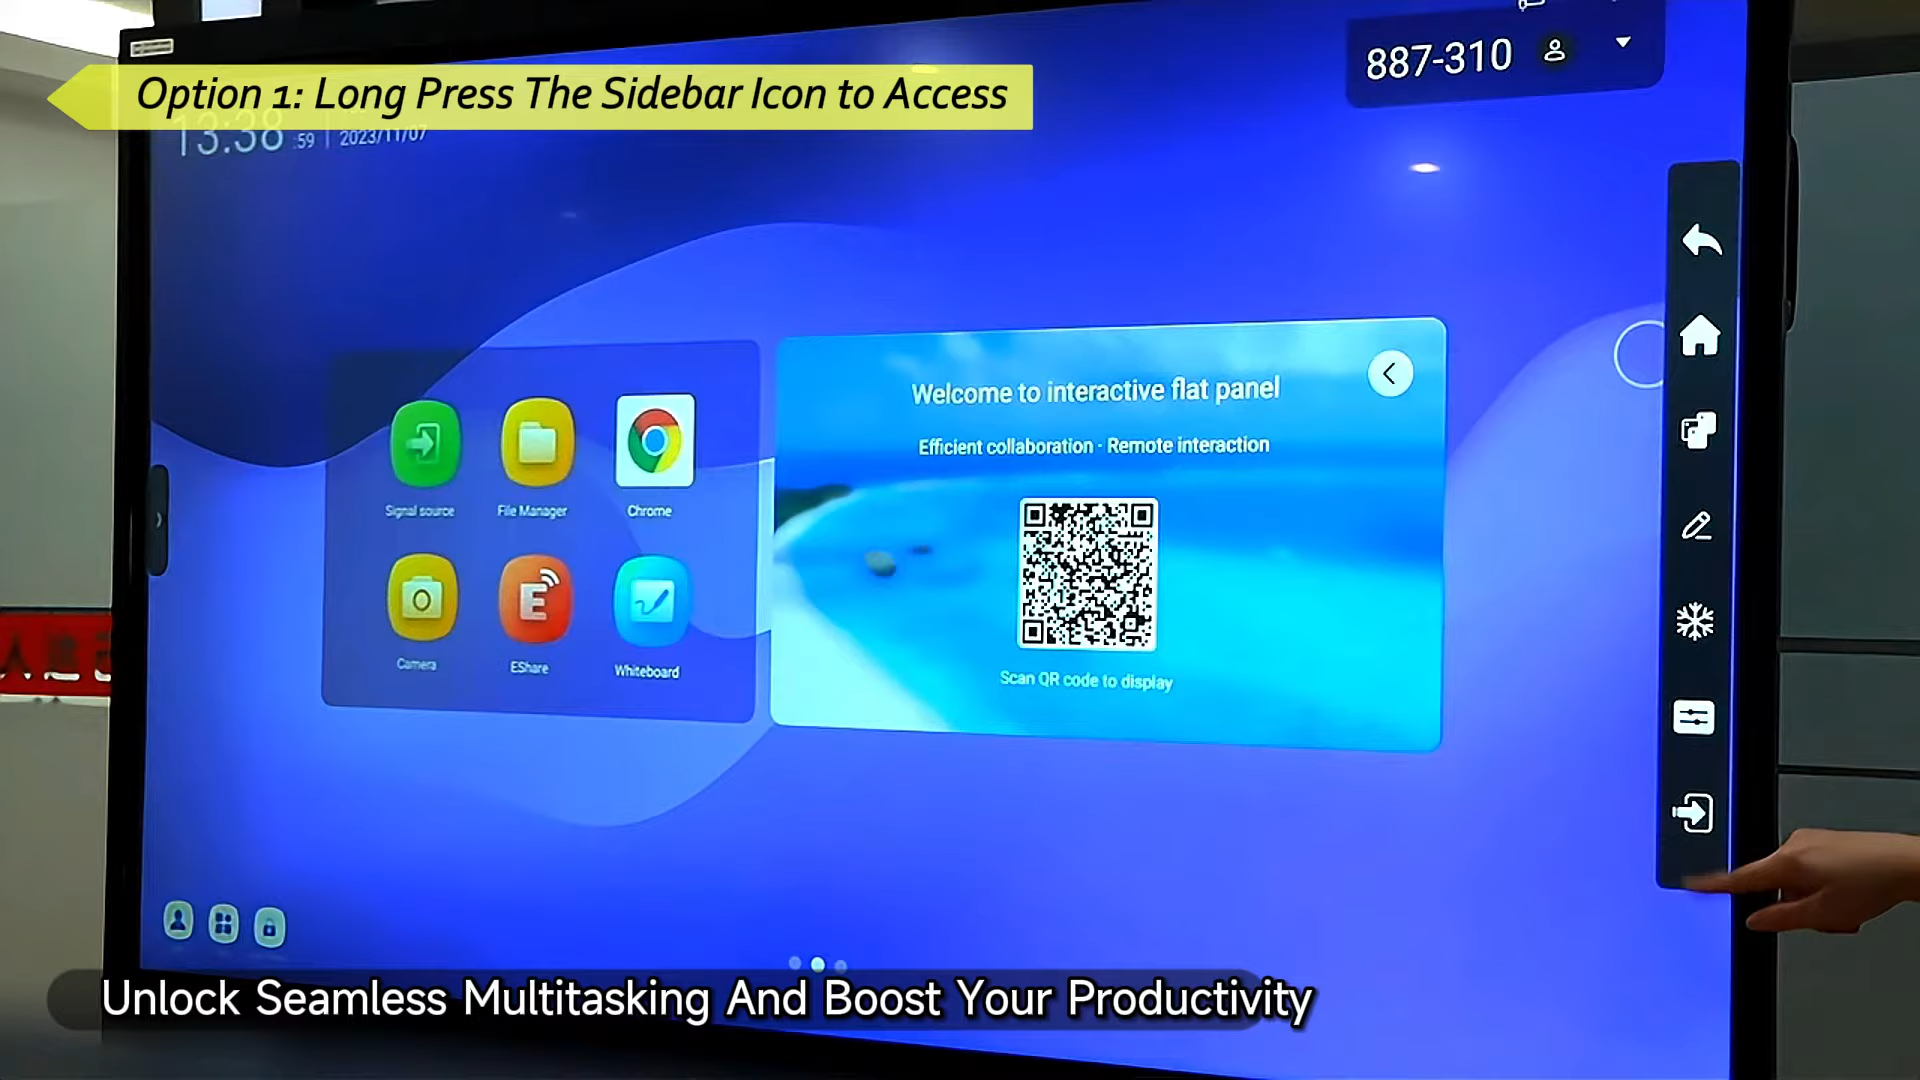 Option 1: Long Press The Sidebar Icon to Access
887-310
13:38 :59 2023/11/07
Welcome to interactive flat panel
Efficient collaboration · Remote interaction
Signal source
File Manager
Chrome
Camera
EShare
Whiteboard
E
Scan QR code to display
Unlock Seamless Multitasking And Boost Your Productivity